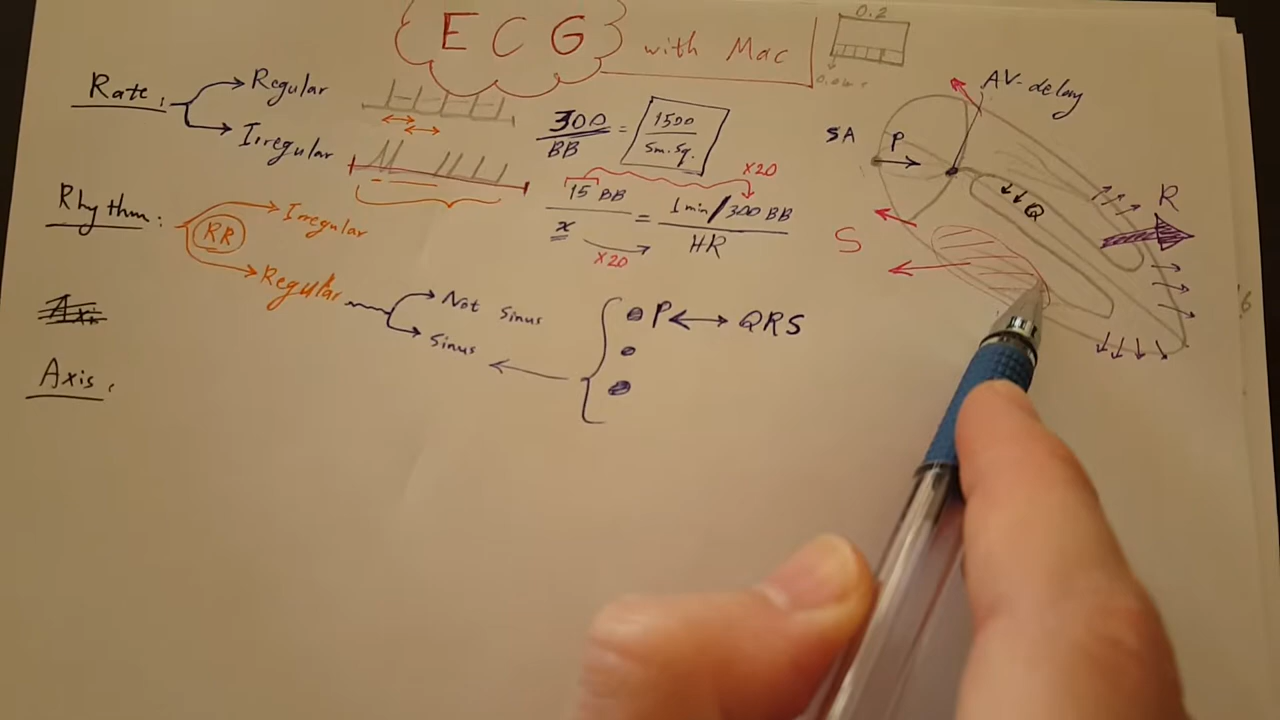 ECG with Mac
0.2
Rate: Regular
Irregular
300 / BB = 1500 / Sm.Sq.
15 BB / x = 1 min / 300 BB / HR
x20
x20
Rhythm: RR Irregular
Regular
Not Sinus
Sinus
P ↔ QRS
Axis.
AV-delay
SA
P
Q
R
S